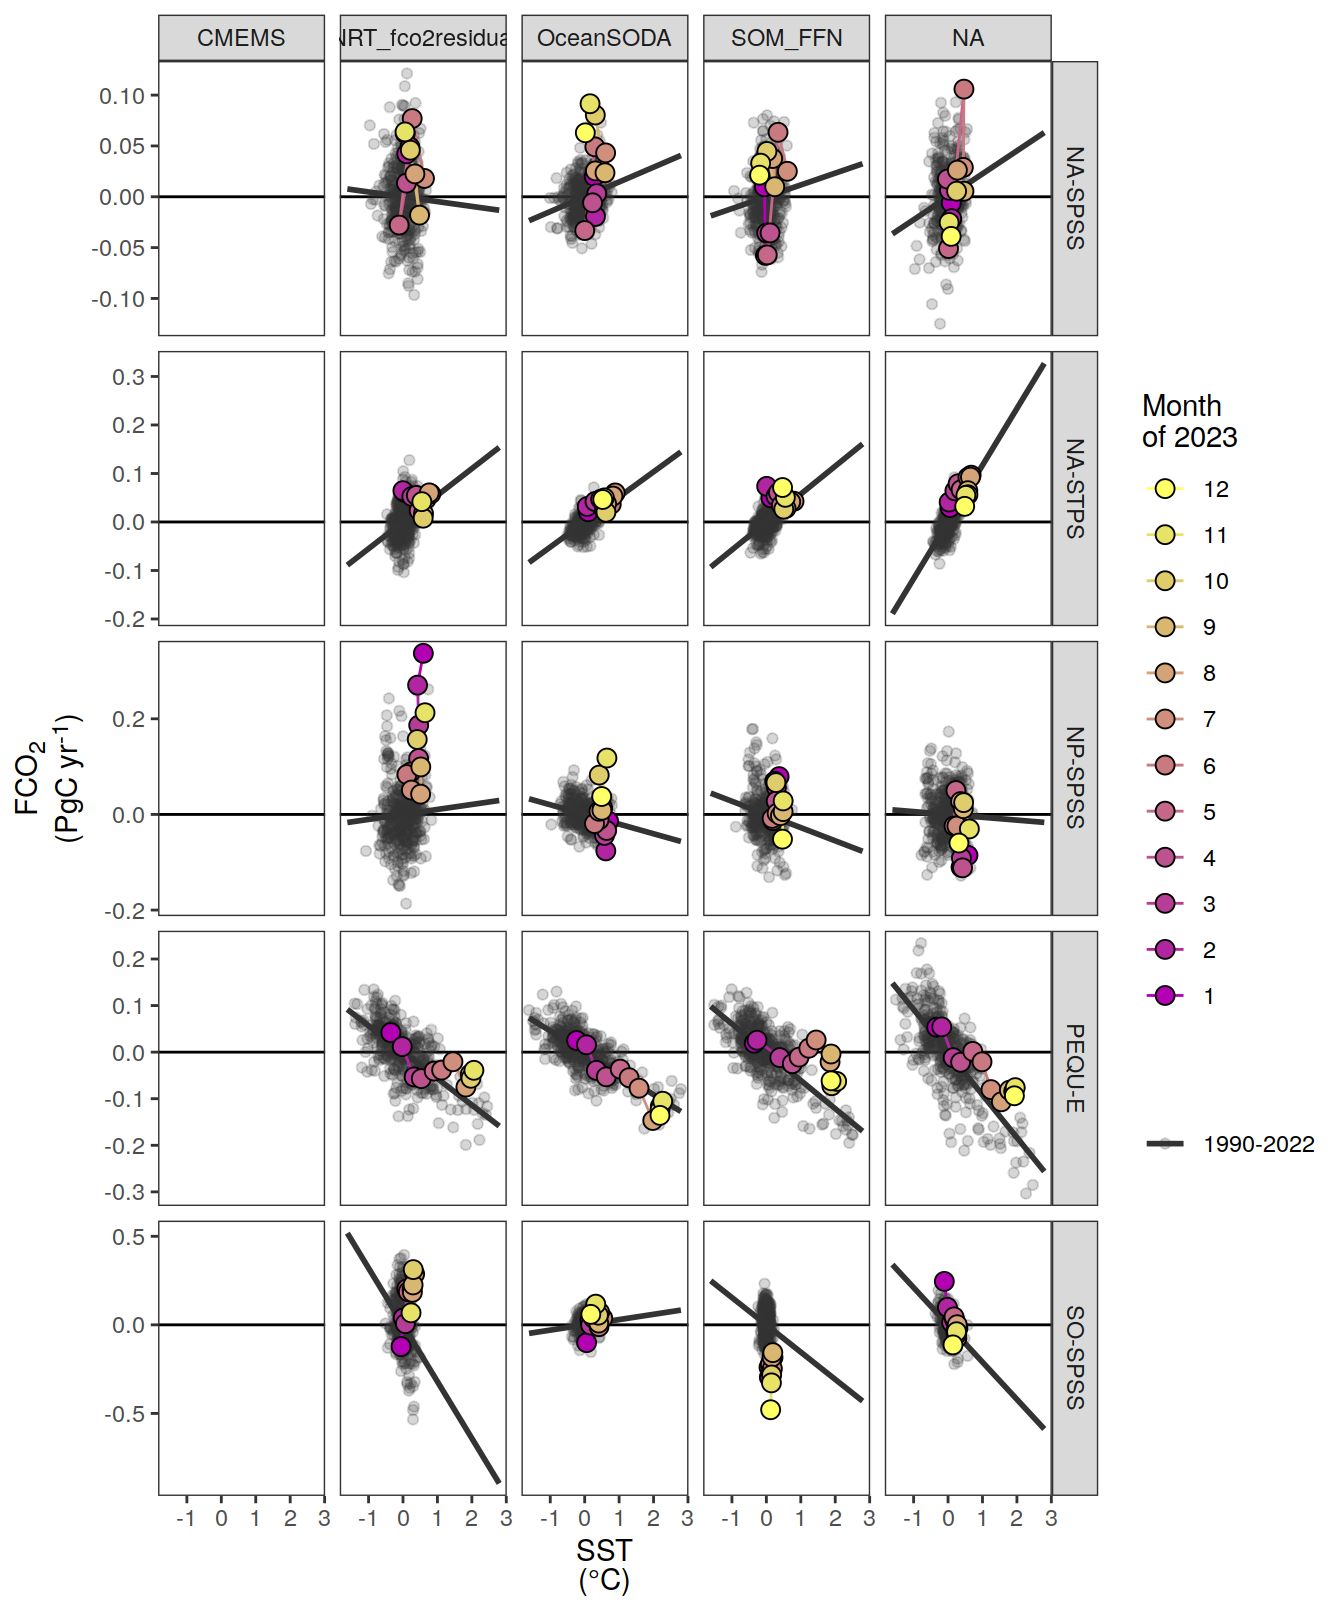 CMEMS NRT_fco2residua OceanSODA SOM_FFN NA
0.10
0.05
0.00
-0.05
-0.10
NA-SPSS
0.3
0.2
0.1
0.0
-0.1
-0.2
NA-STPS
0.2
0.0
-0.2
NP-SPSS
0.2
0.1
0.0
-0.1
-0.2
-0.3
PEQU-E
0.5
0.0
-0.5
SO-SPSS
-1 0 1 2 3 -1 0 1 2 3 -1 0 1 2 3 -1 0 1 2 3 -1 0 1 2 3
SST
(°C)
FCO2
(PgC yr-1)
Month
of 2023
12
11
10
9
8
7
6
5
4
3
2
1
1990-2022